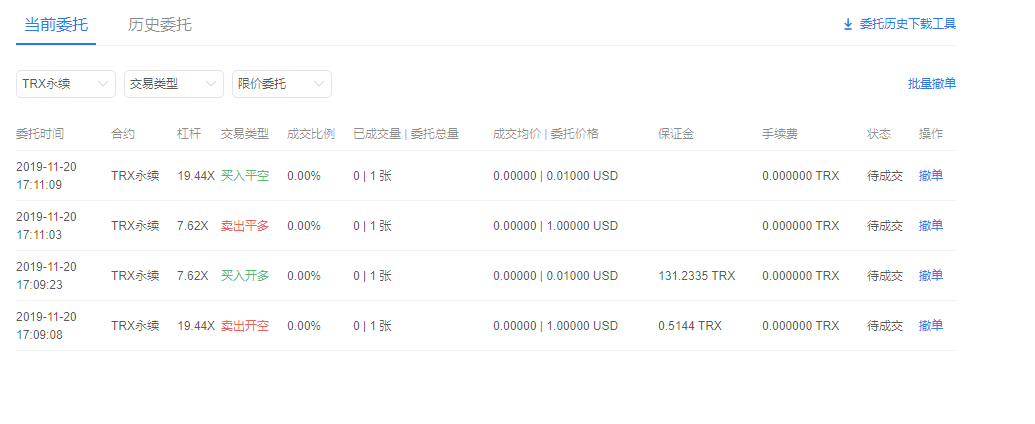 当前委托 历史委托 委托历史下载工具
TRX永续 交易类型 限价委托 批量撤单
委托时间 合约 杠杆 交易类型 成交比例 已成交量 | 委托总量 成交均价 | 委托价格 保证金 手续费 状态 操作
2019-11-20
17:11:09 TRX永续 19.44X 买入平空 0.00% 0 | 1 张 0.00000 | 0.01000 USD 0.000000 TRX 待成交 撤单
2019-11-20
17:11:03 TRX永续 7.62X 卖出平多 0.00% 0 | 1 张 0.00000 | 1.00000 USD 0.000000 TRX 待成交 撤单
2019-11-20
17:09:23 TRX永续 7.62X 买入开多 0.00% 0 | 1 张 0.00000 | 0.01000 USD 131.2335 TRX 0.000000 TRX 待成交 撤单
2019-11-20
17:09:08 TRX永续 19.44X 卖出开空 0.00% 0 | 1 张 0.00000 | 1.00000 USD 0.5144 TRX 0.000000 TRX 待成交 撤单